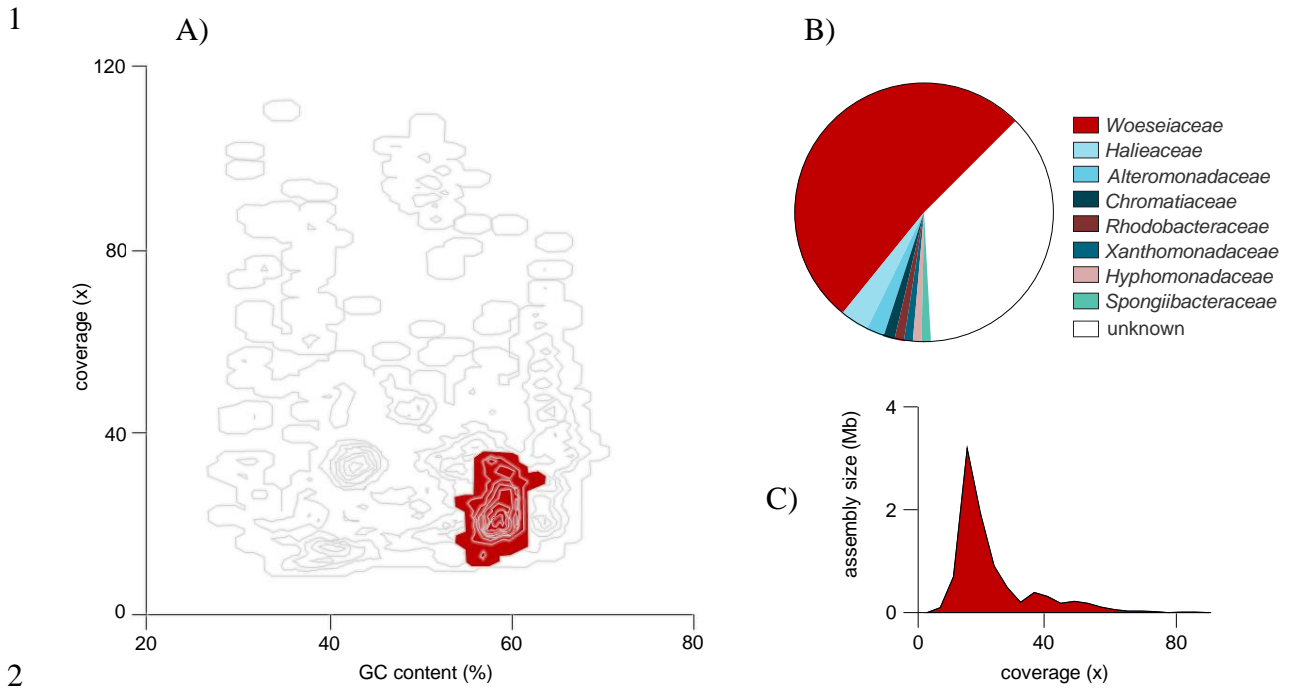 1
A)
B)
120
80
40
0
20
40
60
80
coverage (x)
GC content (%)
Woeseiaceae
Halieaceae
Alteromonadaceae
Chromatiaceae
Rhodobacteraceae
Xanthomonadaceae
Hyphomonadaceae
Spongiibacteraceae
unknown
C)
4
2
0
0
40
80
assembly size (Mb)
coverage (x)
2